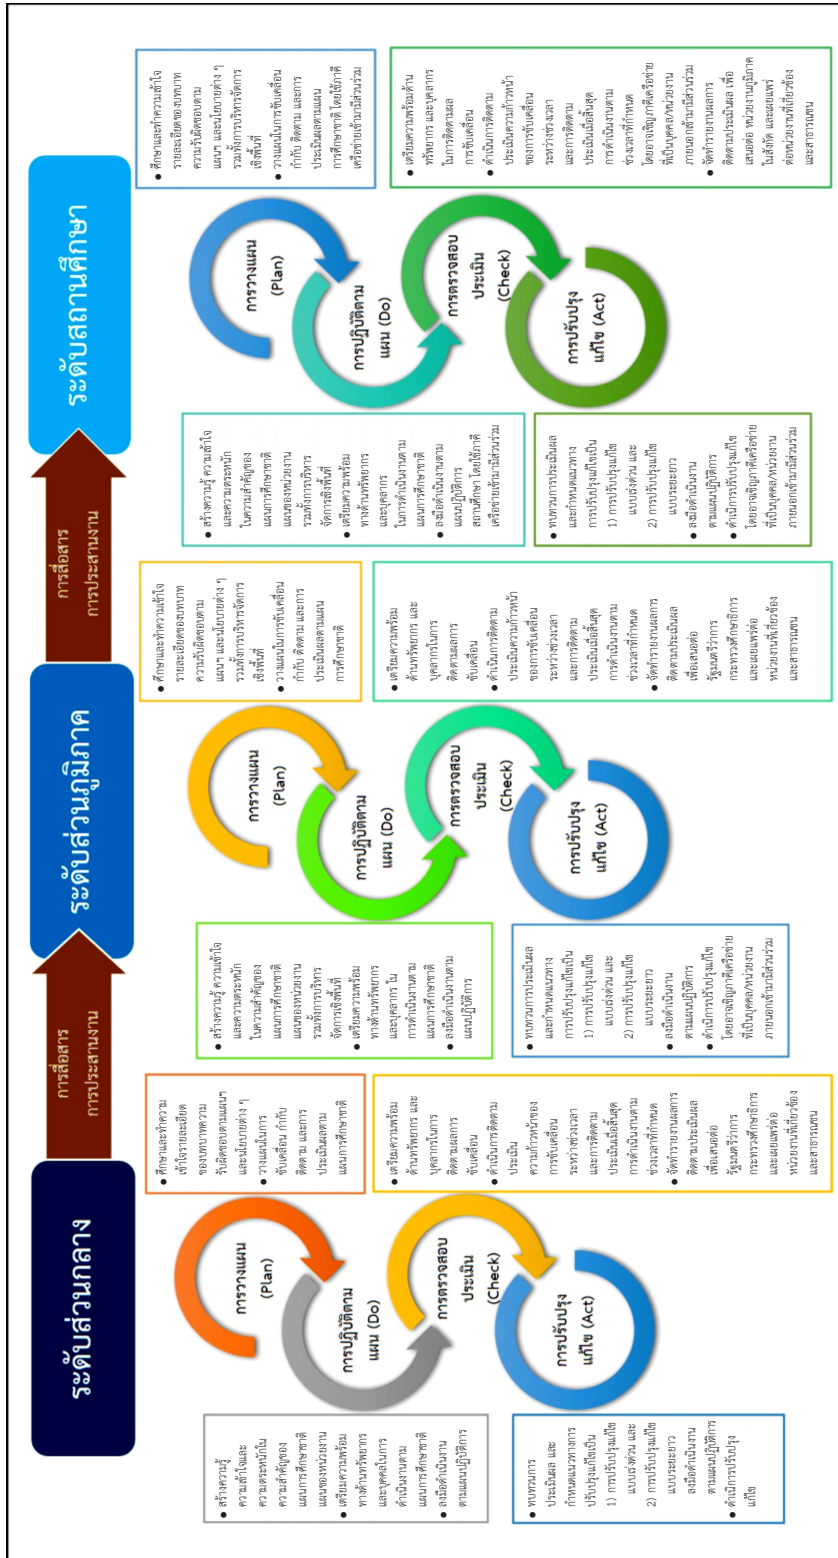 ระดับส่วนกลาง
การสื่อสาร
การประสานงาน
ระดับส่วนภูมิภาค
การสื่อสาร
การประสานงาน
ระดับสถานศึกษา
การวางแผน
(Plan)
● ศึกษาและทำความ
เข้าใจรายละเอียด
ของบทบาทความ
รับผิดชอบตามแผนฯ
และนโยบายต่าง ๆ
● วางแผนในการ
ขับเคลื่อน กำกับ
ติดตาม และการ
ประเมินผลตาม
แผนการศึกษาชาติ
การปฏิบัติตาม
แผน (Do)
● สร้างความรู้
ความเข้าใจและ
ความตระหนักใน
ความสำคัญของ
แผนการศึกษาชาติ
แผนของหน่วยงาน
● เตรียมความพร้อม
ทางด้านทรัพยากร
และบุคคลในการ
ดำเนินงานตาม
แผนการศึกษาชาติ
● ลงมือดำเนินงาน
ตามแผนปฏิบัติการ
การตรวจสอบ
ประเมิน
(Check)
● เตรียมความพร้อม
ด้านทรัพยากร และ
บุคลากรในการ
ติดตามผลการ
ขับเคลื่อน
● ดำเนินการติดตาม
ประเมิน
ความก้าวหน้าของ
การขับเคลื่อน
ระหว่างช่วงเวลา
และการติดตาม
ประเมินเมื่อสิ้นสุด
การดำเนินงานตาม
ช่วงเวลาที่กำหนด
● จัดทำรายงานผลการ
ติดตามประเมินผล
เพื่อเสนอต่อ
รัฐมนตรีว่าการ
กระทรวงศึกษาธิการ
และเผยแพร่ต่อ
หน่วยงานที่เกี่ยวข้อง
และสาธารณชน
การปรับปรุง
แก้ไข (Act)
● ทบทวนการ
ประเมินผล และ
กำหนดแนวทางการ
ปรับปรุงแก้ไขเป็น
1) การปรับปรุงแก้ไข
แบบเร่งด่วน และ
2) การปรับปรุงแก้ไข
แบบระยะยาว
ลงมือดำเนินงาน
ตามแผนปฏิบัติการ
● ดำเนิการปรับปรุง
แก้ไข
การวางแผน
(Plan)
● ศึกษาและทำความเข้าใจ
รายละเอียดของบทบาท
ความรับผิดชอบตาม
แผนฯ และนโยบายต่าง ๆ
รวมทั้งการบริหารจัดการ
เชิงพื้นที่
● วางแผนในการขับเคลื่อน
กำกับ ติดตาม และการ
ประเมินผลตามแผน
การศึกษาชาติ
การปฏิบัติตาม
แผน (Do)
● สร้างความรู้ ความเข้าใจ
และความตระหนัก
ในความสำคัญของ
แผนการศึกษาชาติ
แผนของหน่วยงาน
รวมทั้งการบริหาร
จัดการเชิงพื้นที่
● เตรียมความพร้อม
ทางด้านทรัพยากร
และบุคลากร ใน
การดำเนินงานตาม
แผนการศึกษาชาติ
● ลงมือดำเนินงานตาม
แผนปฏิบัติการ
การตรวจสอบ
ประเมิน
(Check)
● เตรียมความพร้อม
ด้านทรัพยากร และ
บุคลากรในการ
ติดตามผลการ
ขับเคลื่อน
● ดำเนินการติดตาม
ประเมินความก้าวหน้า
ของการขับเคลื่อน
ระหว่างช่วงเวลา
และการติดตาม
ประเมินเมื่อสิ้นสุด
การดำเนินงานตาม
ช่วงเวลาที่กำหนด
● จัดทำรายงานผลการ
ติดตามประเมินผล
เพื่อเสนอต่อ
รัฐมนตรีว่าการ
กระทรวงศึกษาธิการ
และเผยแพร่ต่อ
หน่วยงานที่เกี่ยวข้อง
และสาธารณชน
การปรับปรุง
แก้ไข (Act)
● ทบทวนการประเมินผล
และกำหนดแนวทาง
การปรับปรุงแก้ไขเป็น
1) การปรับปรุงแก้ไข
แบบเร่งด่วน และ
2) การปรับปรุงแก้ไข
แบบระยะยาว
● ลงมือดำเนินงาน
ตามแผนปฏิบัติการ
● ดำเนิการปรับปรุงแก้ไข
โดยอาจเชิญภาคีเครือข่าย
ที่เป็นบุคคล/หน่วยงาน
ภายนอกเข้ามามีส่วนร่วม
การวางแผน
(Plan)
● ศึกษาและทำความเข้าใจ
รายละเอียดของบทบาท
ความรับผิดชอบตาม
แผนฯ และนโยบายต่าง ๆ
รวมทั้งการบริหารจัดการ
เชิงพื้นที่
● วางแผนในการขับเคลื่อน
กำกับ ติดตาม และการ
ประเมินผลตามแผน
การศึกษาชาติ โดยใช้ภาคี
เครือข่ายเข้ามามีส่วนร่วม
การปฏิบัติตาม
แผน (Do)
● สร้างความรู้ ความเข้าใจ
และความตระหนัก
ในความสำคัญของ
แผนการศึกษาชาติ
แผนของหน่วยงาน
รวมทั้งการบริหาร
จัดการเชิงพื้นที่
● เตรียมความพร้อม
ทางด้านทรัพยากร
และบุคลากร
ในการดำเนินงานตาม
แผนการศึกษาชาติ
● ลงมือดำเนินงานตาม
แผนปฏิบัติการ
สถานศึกษา โดยใช้ภาคี
เครือข่ายเข้ามามีส่วนร่วม
การตรวจสอบ
ประเมิน
(Check)
● เตรียมความพร้อมด้าน
ทรัพยากร และบุคลากร
ในการติดตามผล
การขับเคลื่อน
● ดำเนินการติดตาม
ประเมินความก้าวหน้า
ของการขับเคลื่อน
ระหว่างช่วงเวลา
และการติดตาม
ประเมินเมื่อสิ้นสุด
การดำเนินงานตาม
ช่วงเวลาที่กำหนด
โดยอาจเชิญภาคีเครือข่าย
ที่เป็นบุคคล/หน่วยงาน
ภายนอกเข้ามามีส่วนร่วม
● จัดทำรายงานผลการ
ติดตามประเมินผล เพื่อ
เสนอต่อ หน่วยงานภูมิภาค
ในสังกัด และเผยแพร่
ต่อหน่วยงานที่เกี่ยวข้อง
และสาธารณชน
การปรับปรุง
แก้ไข (Act)
● ทบทวนการประเมินผล
และกำหนดแนวทาง
การปรับปรุงแก้ไขเป็น
1) การปรับปรุงแก้ไข
แบบเร่งด่วน และ
2) การปรับปรุงแก้ไข
แบบระยะยาว
● ลงมือดำเนินงาน
ตามแผนปฏิบัติการ
● ดำเนิการปรับปรุงแก้ไข
โดยอาจเชิญภาคีเครือข่าย
ที่เป็นบุคคล/หน่วยงาน
ภายนอกเข้ามามีส่วนร่วม